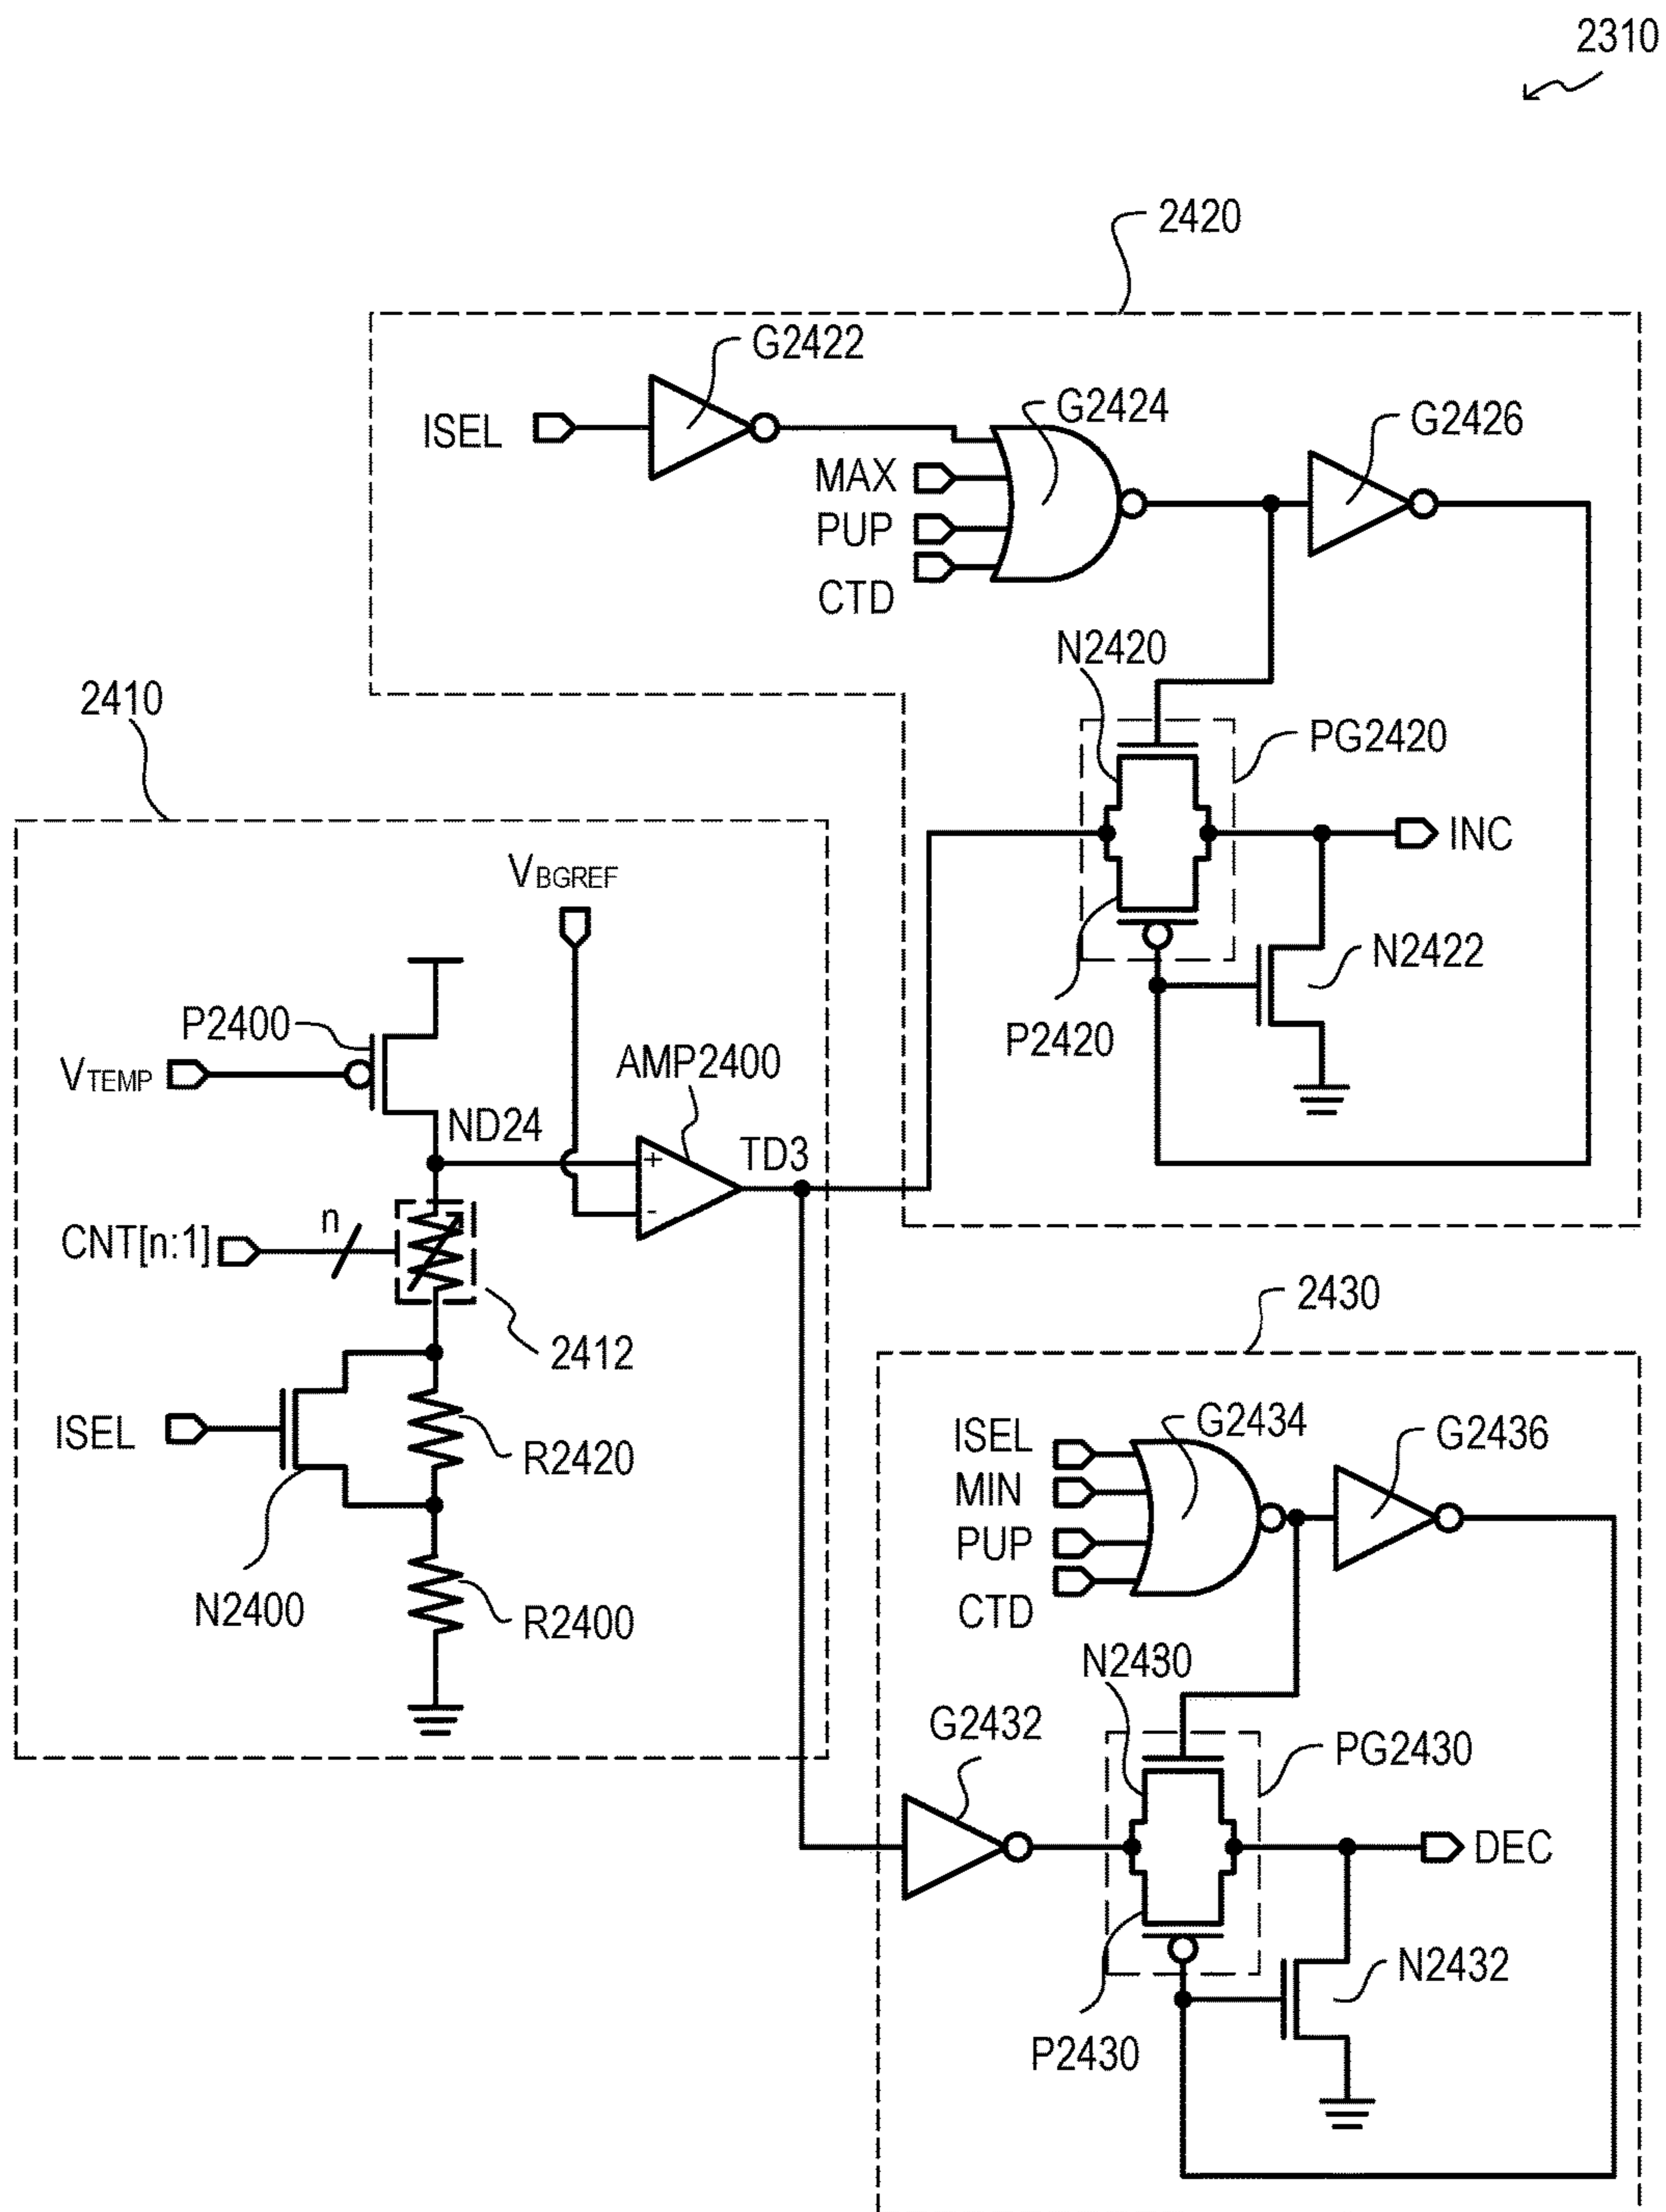 2310
2420
G2422
ISEL
G2424
G2426
MAX
PUP
CTD
N2420
PG2420
INC
N2422
P2420
2410
VBGREF
P2400
VTEMP
AMP2400
ND24
TD3
+
-
CNT[n:1]
n
2412
ISEL
R2420
N2400
R2400
2430
ISEL
G2434
G2436
MIN
PUP
CTD
N2430
G2432
PG2430
DEC
N2432
P2430